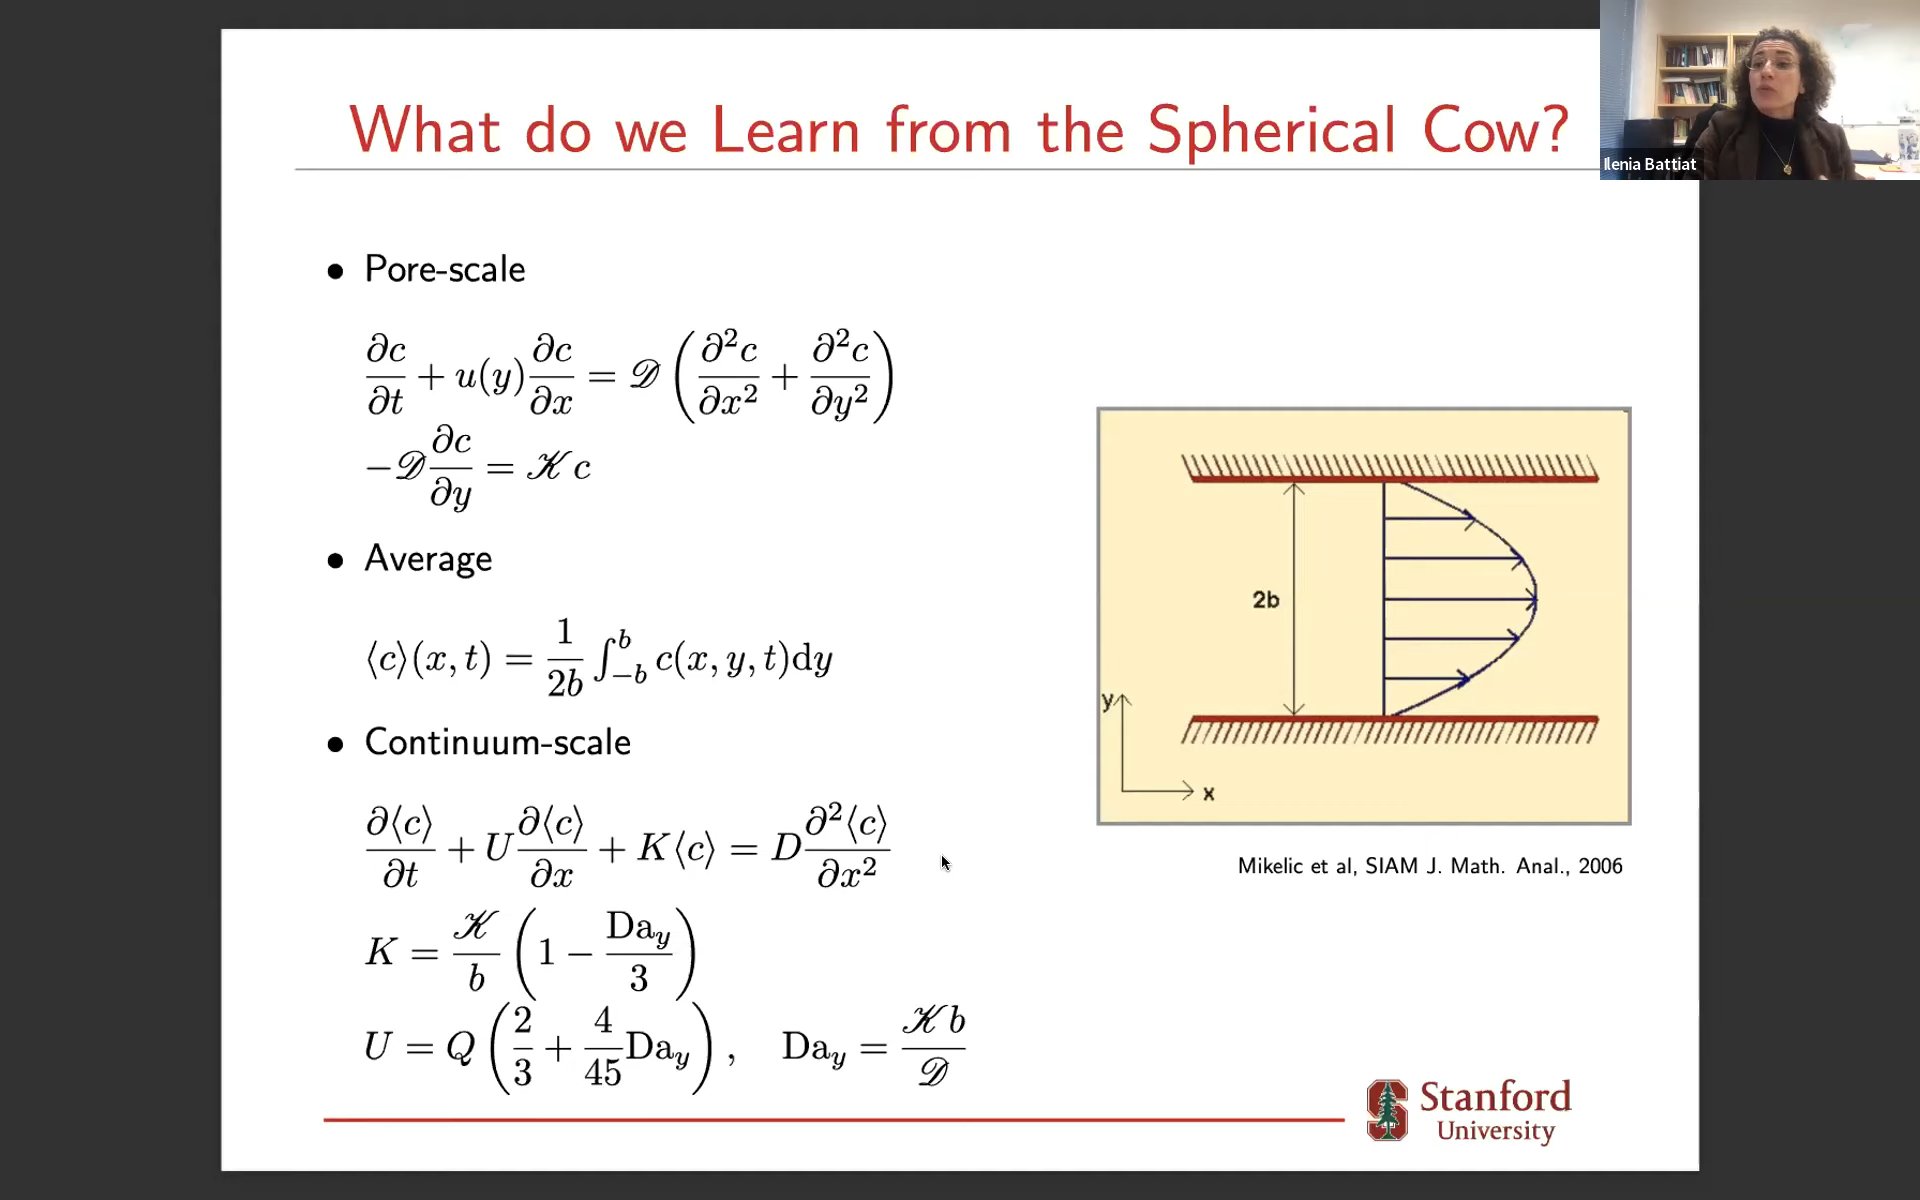 What do we Learn from the Spherical Cow?
Ilenia Battiat
• Pore-scale
∂c/∂t + u(y) ∂c/∂x = 𝒟 (∂²c/∂x² + ∂²c/∂y²)
−𝒟 ∂c/∂y = 𝒦 c
• Average
⟨c⟩(x, t) = 1/2b ∫_{−b}^{b} c(x, y, t)dy
• Continuum-scale
∂⟨c⟩/∂t + U ∂⟨c⟩/∂x + K⟨c⟩ = D ∂²⟨c⟩/∂x²
K = 𝒦/b (1 − Da_y/3)
U = Q (2/3 + 4/45 Da_y), Da_y = 𝒦b/𝒟
2b
y
x
Mikelic et al, SIAM J. Math. Anal., 2006
Stanford
University